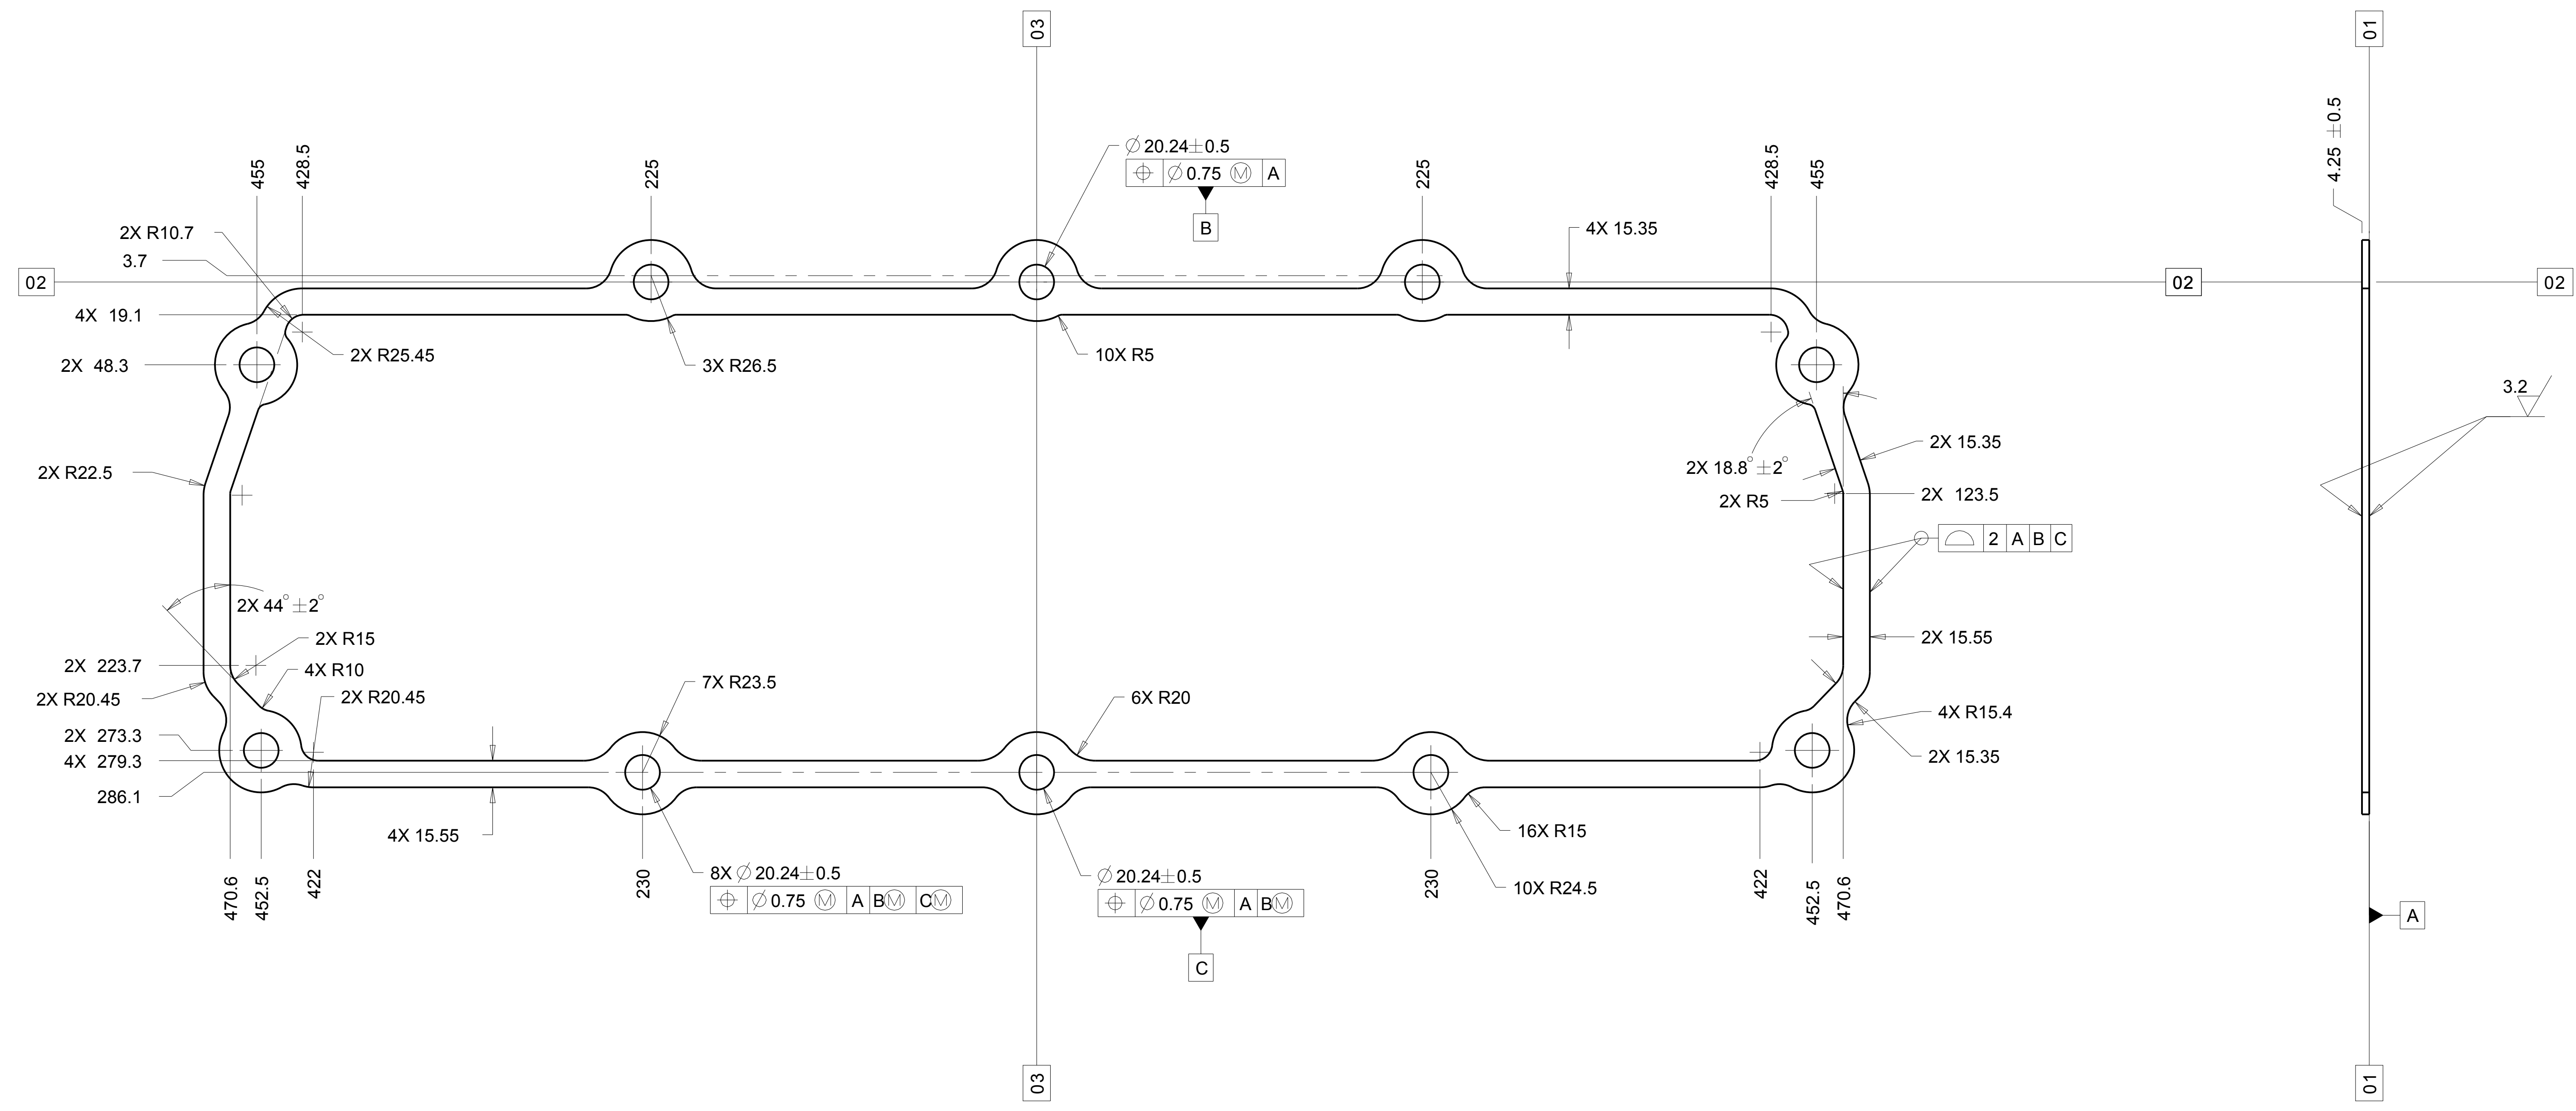 03
01
4.25 ±0.5
⌀ 20.24±0.5
⌖ ⌀ 0.75 Ⓜ A
B
455
428.5
225
225
428.5
455
2X R10.7
3.7
4X 15.35
02
02
02
4X 19.1
2X R25.45
10X R5
2X 48.3
3X R26.5
3.2
2X 15.35
2X 18.8° ±2°
2X R22.5
2X R5
2X 123.5
⌓ 2 A B C
2X 44° ±2°
2X R15
2X 15.55
2X 223.7
4X R10
7X R23.5
2X R20.45
2X R20.45
6X R20
4X R15.4
2X 273.3
4X 279.3
2X 15.35
286.1
4X 15.55
16X R15
470.6
452.5
422
230
8X ⌀ 20.24±0.5
⌖ ⌀ 0.75 Ⓜ A BⓂ CⓂ
⌀ 20.24±0.5
⌖ ⌀ 0.75 Ⓜ A BⓂ
C
230
10X R24.5
422
452.5
470.6
A
03
01